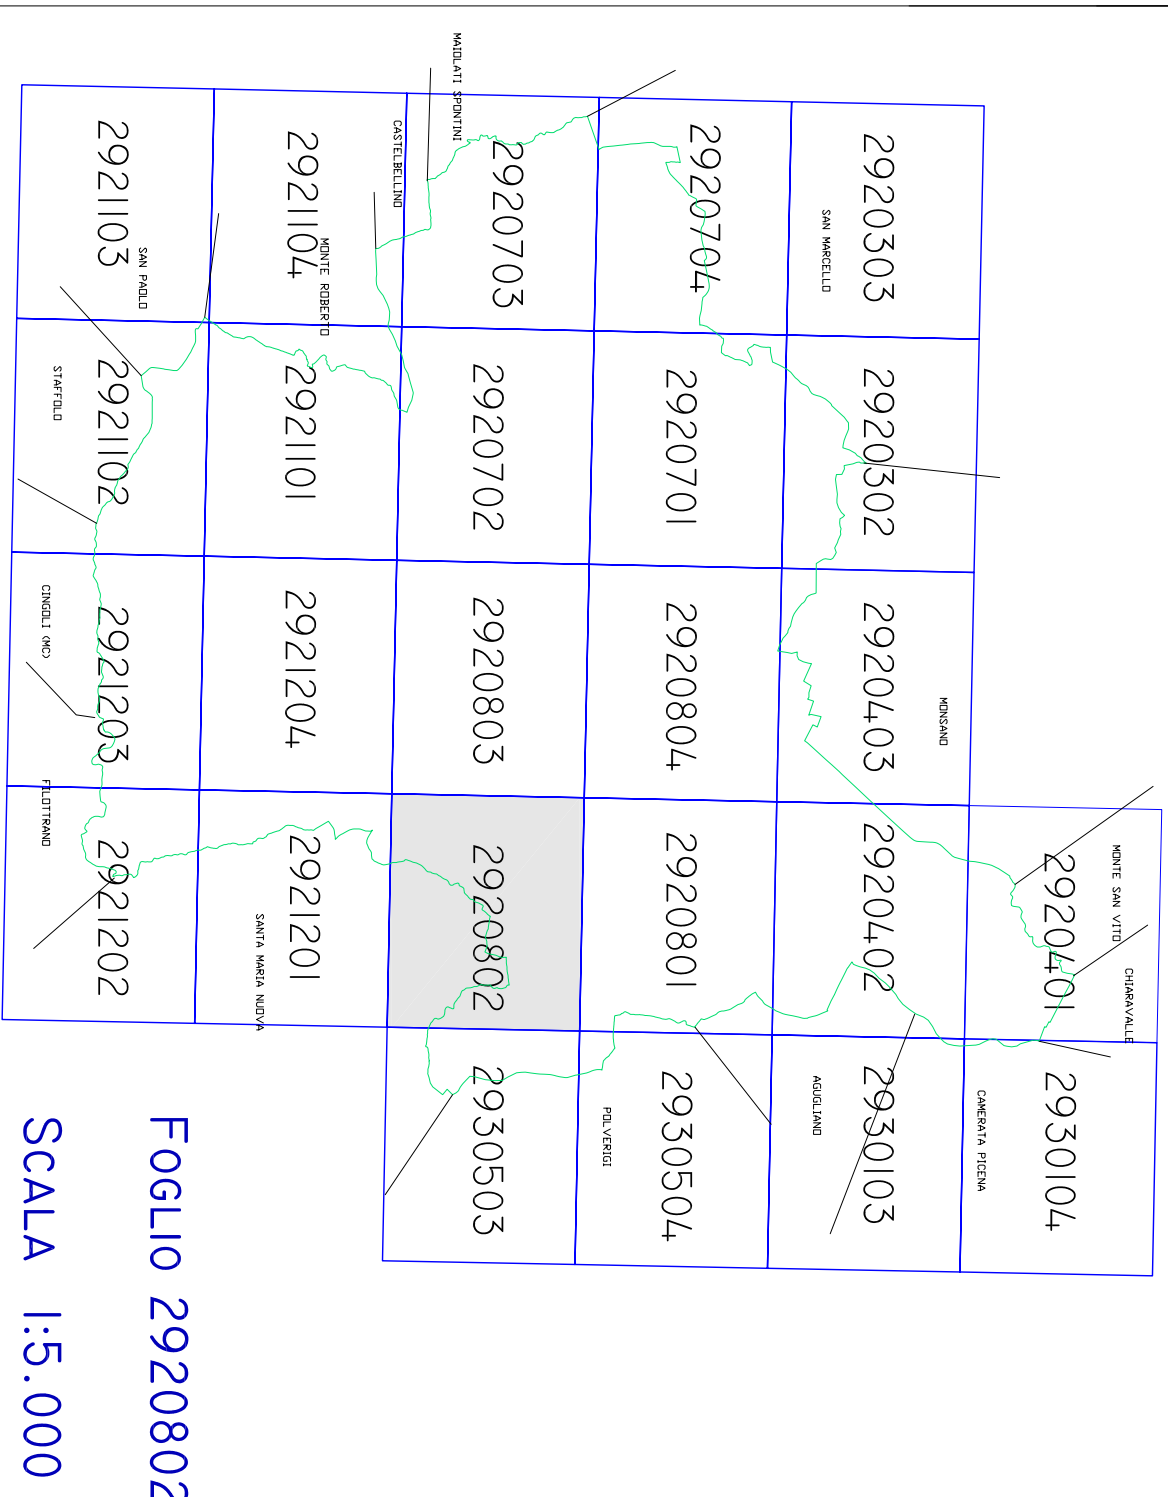 CHIARAVALLE
MONTE SAN VITO
2920401 2930104
CAMERATA PICENA
MONSANO
2920303 2920302 2920403 2920402 2930103
SAN MARCELLO
AGUGLIANO
2920704 2920701 2920804 2920801 2930504
POLVERIGI
2920703 2920702 2920803 2920802 2930503
MAIOLATI SPONTINI
CASTELBELLINO
MONTE ROBERTO
2921104 2921101 2921204 2921201
SANTA MARIA NUOVA
SAN PAOLO
2921103 2921102 2921203 2921202
STAFFOLO
CINGOLI (MC)
FILOTTRANO
FOGLIO 2920802
SCALA 1:5.000